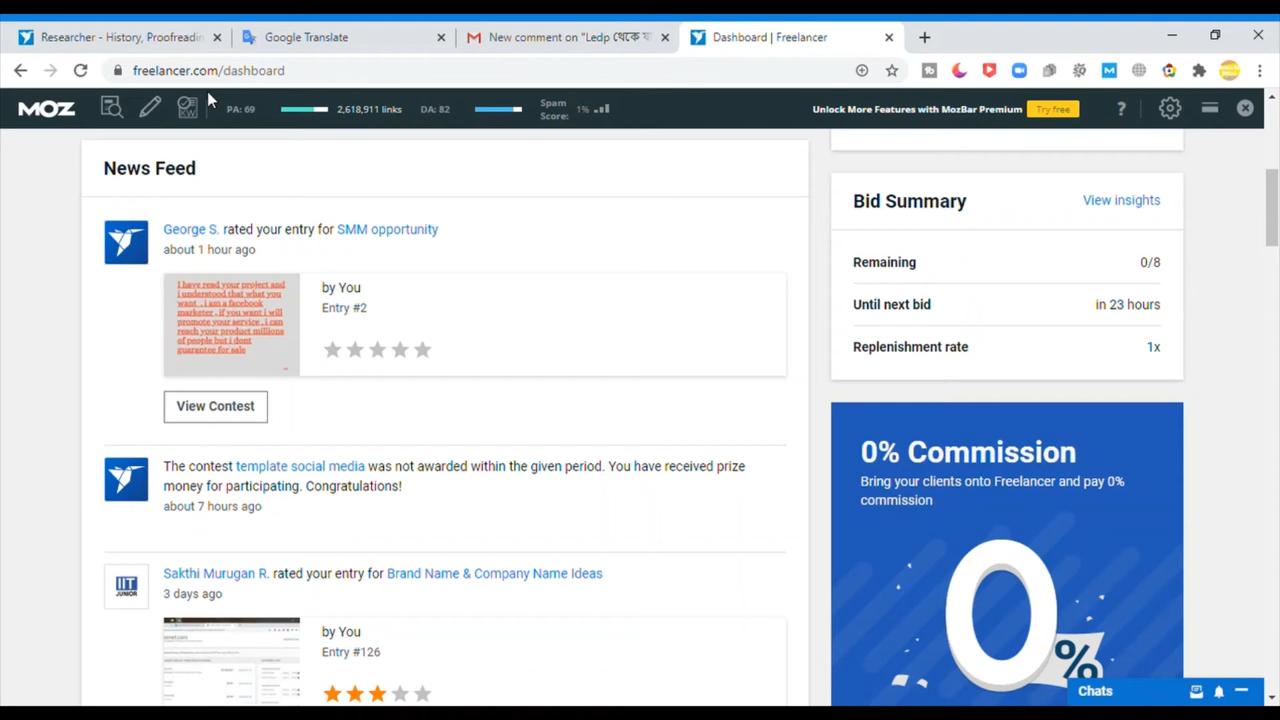 Researcher - History, Proofreadin
Google Translate
New comment on "Ledp থেকে
Dashboard | Freelancer
freelancer.com/dashboard
MOZ
PA: 69
2,618,911 links
DA: 82
Spam
Score:
1%
Unlock More Features with MozBar Premium
Try free
?
News Feed
George S. rated your entry for SMM opportunity
about 1 hour ago
I have read your project and
i understood that what you
want . i am a facebook
marketer . if you want i will
promote your service . i can
reach your product millions
of people but i dont
guarantee for sale
by You
Entry #2
View Contest
The contest template social media was not awarded within the given period. You have received prize
money for participating. Congratulations!
about 7 hours ago
IIT
JUNIOR
Sakthi Murugan R. rated your entry for Brand Name & Company Name Ideas
3 days ago
by You
Entry #126
Bid Summary
View insights
Remaining
0/8
Until next bid
in 23 hours
Replenishment rate
1x
0% Commission
Bring your clients onto Freelancer and pay 0%
commission
0
%
Chats